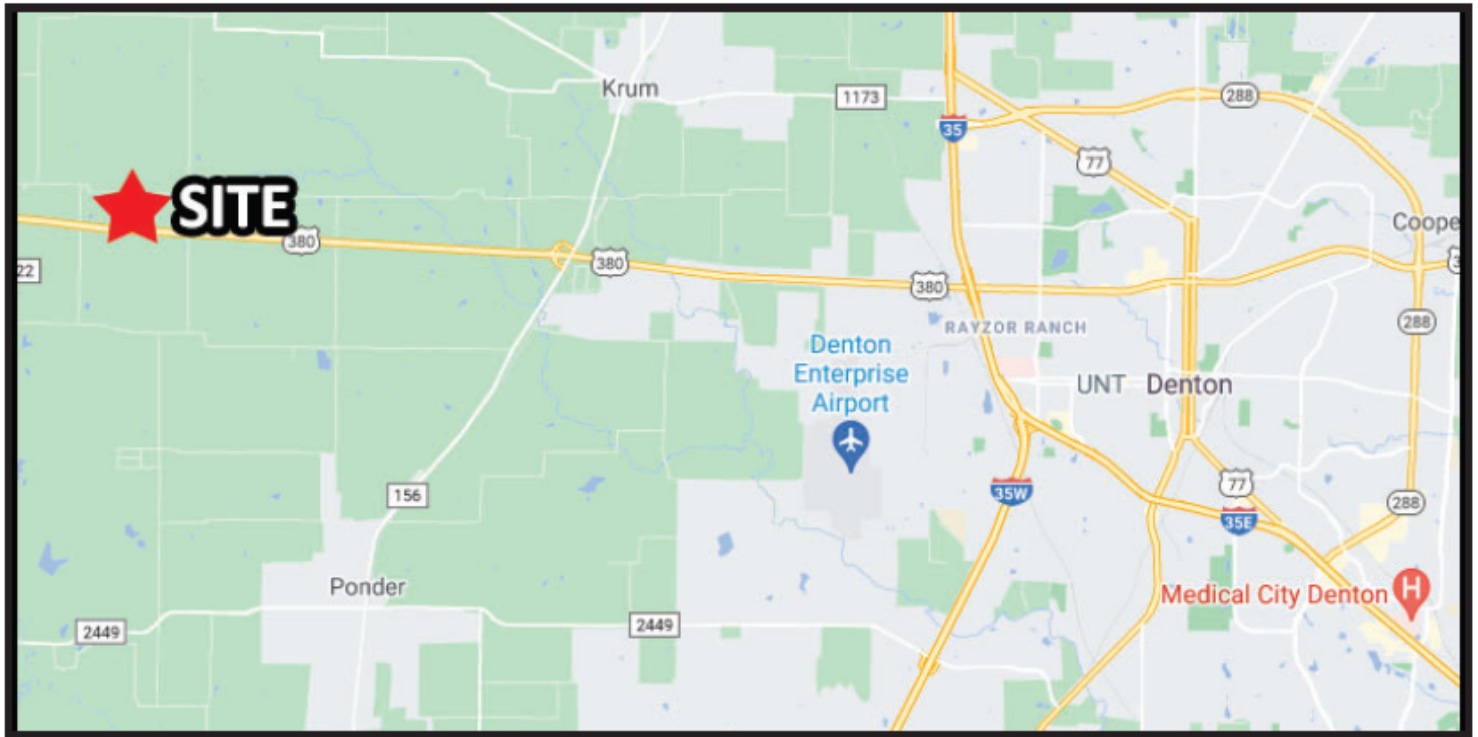 Krum
1173
288
35
77
SITE
Coope
380
380
22
380
RAYZOR RANCH
288
Denton
Enterprise
Airport
UNT
Denton
156
35W
77
288
35E
Ponder
Medical City Denton
H
2449
2449